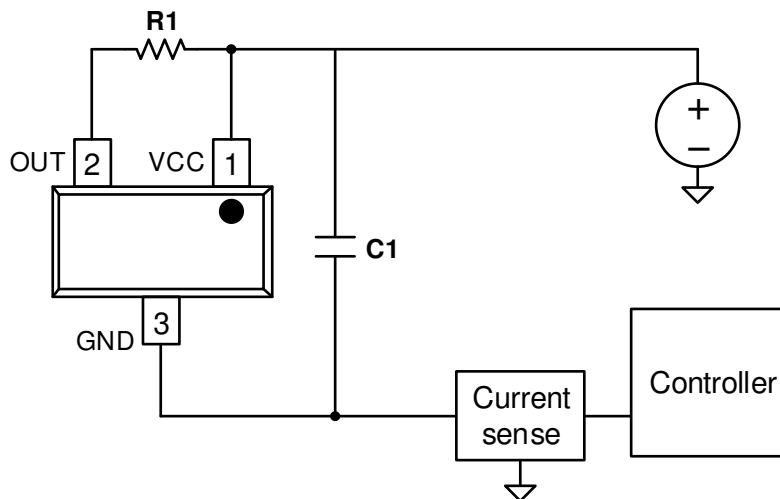 R1
OUT
2
VCC
1
+
−
C1
3
GND
Current
sense
Controller